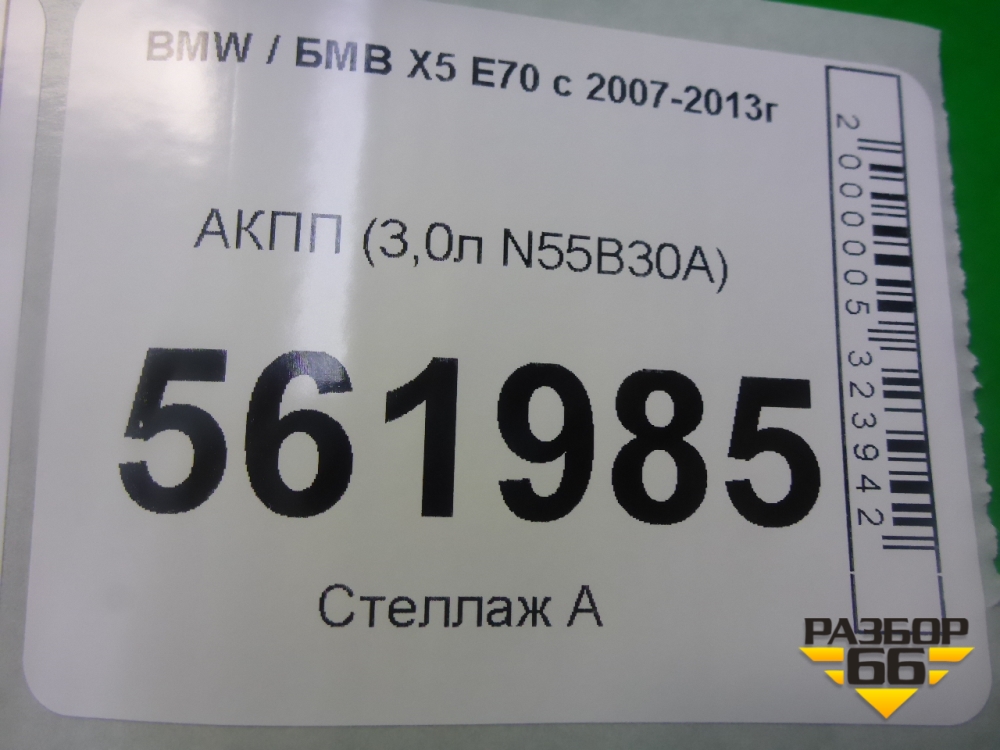 BMW / БМВ X5 E70 с 2007-2013г
АКПП (3,0л N55B30A)
561985
Стеллаж А
2000005323942
РАЗБОР
66